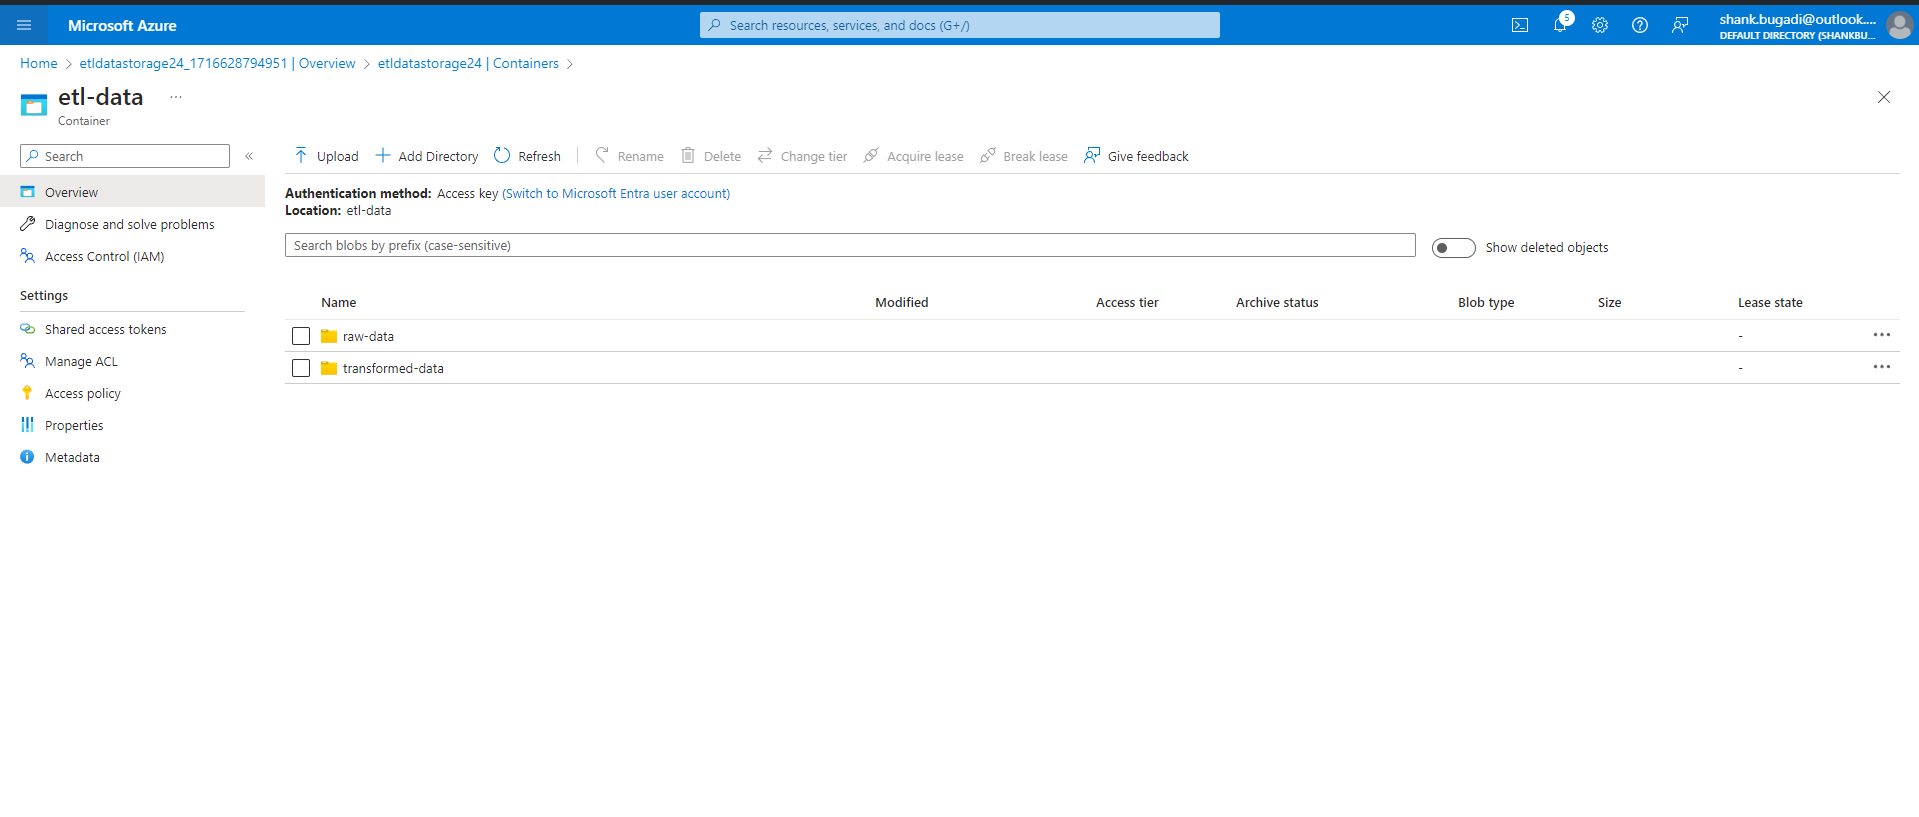 Microsoft Azure
Search resources, services, and docs (G+/)
5
shank.bugadi@outlook....
DEFAULT DIRECTORY (SHANKBU...
Home > etldatastorage24_1716628794951 | Overview > etldatastorage24 | Containers >
etl-data ...
Container
Search «
Upload Add Directory Refresh Rename Delete Change tier Acquire lease Break lease Give feedback
Overview
Diagnose and solve problems
Access Control (IAM)
Settings
Shared access tokens
Manage ACL
Access policy
Properties
Metadata
Authentication method: Access key (Switch to Microsoft Entra user account)
Location: etl-data
Search blobs by prefix (case-sensitive)
Show deleted objects
Name Modified Access tier Archive status Blob type Size Lease state
raw-data - ...
transformed-data - ...